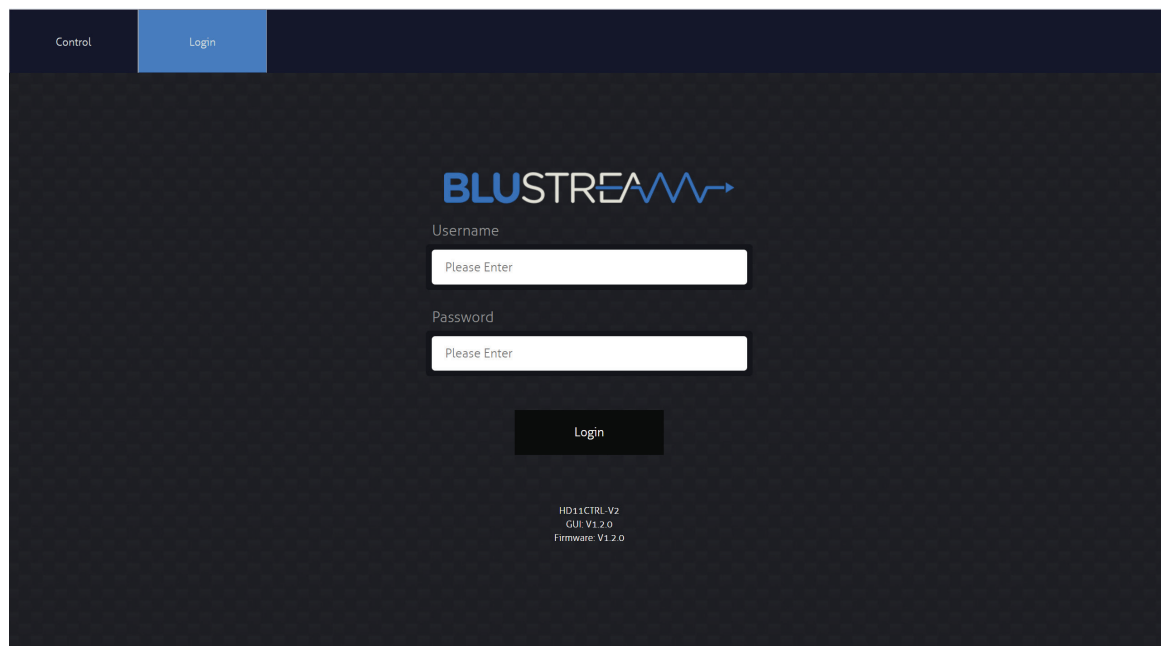 Control
Login
BLUSTREAM
Username
Please Enter
Password
Please Enter
Login
HD11CTRL-V2
GUI: V1.2.0
Firmware: V1.2.0